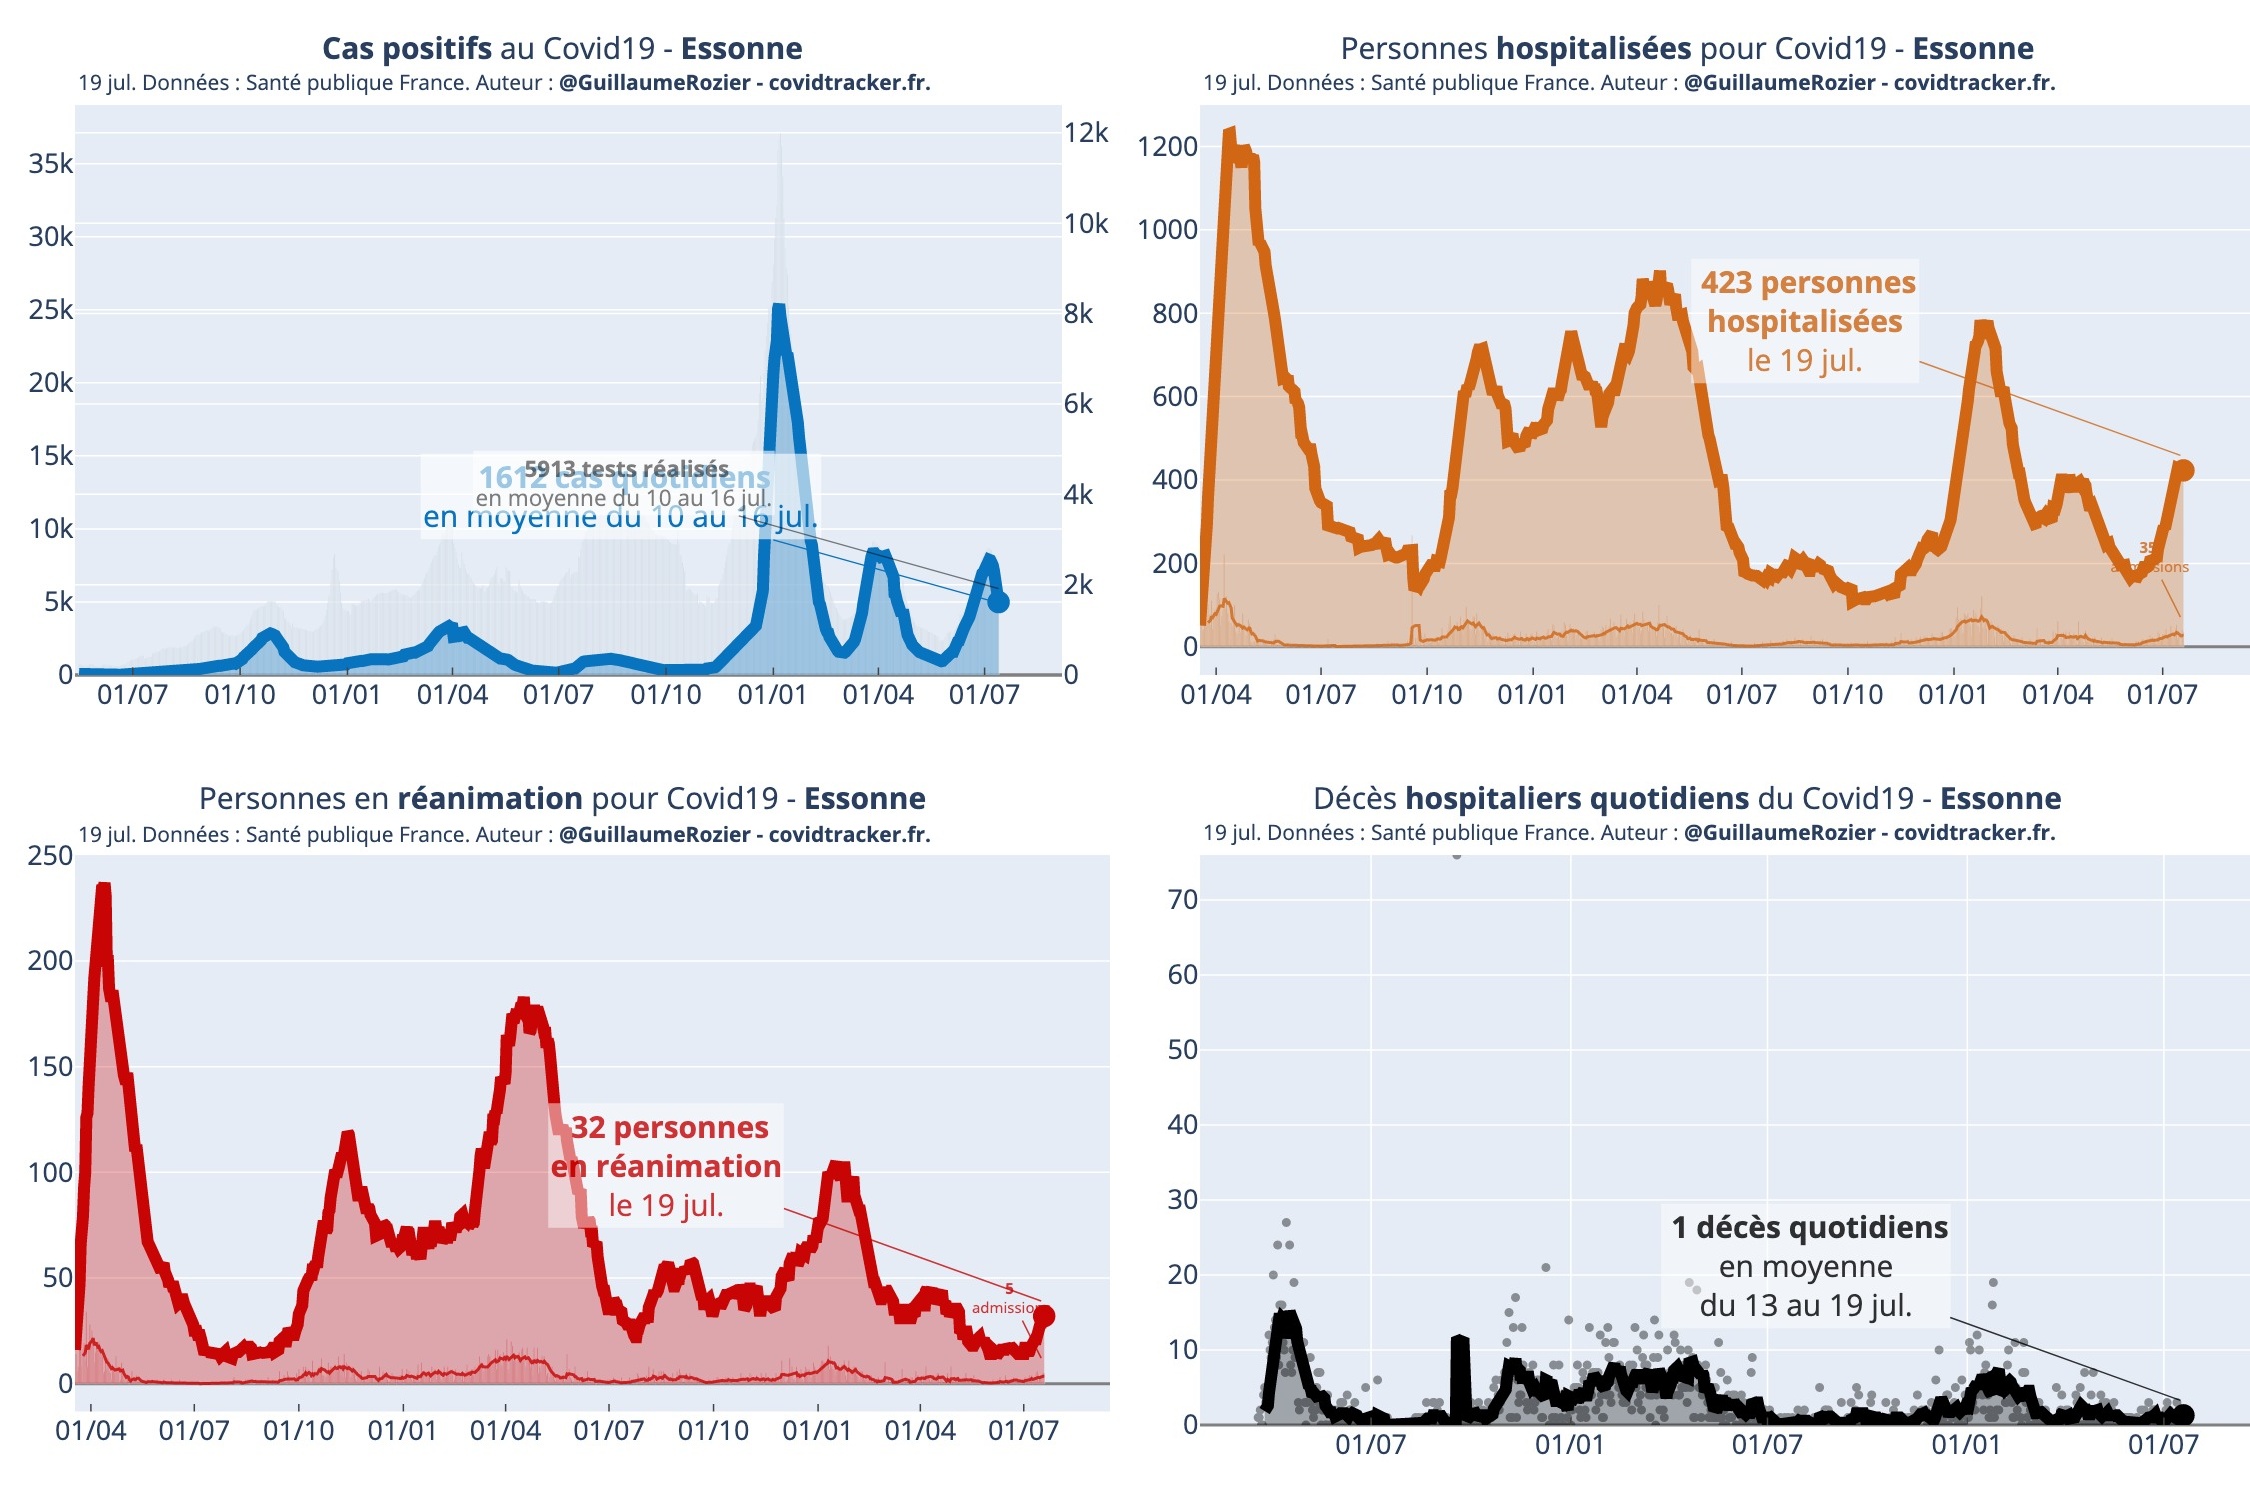 Cas positifs au Covid19 - Essonne
19 jul. Données : Santé publique France. Auteur : @GuillaumeRozier - covidtracker.fr.
35k
30k
25k
20k
15k
10k
5k
0
12k
10k
8k
6k
4k
2k
0
5913 tests réalisés
en moyenne du 10 au 16 jul.
1612 cas quotidiens
en moyenne du 10 au 16 jul.
01/07 01/10 01/01 01/04 01/07 01/10 01/01 01/04 01/07
Personnes hospitalisées pour Covid19 - Essonne
19 jul. Données : Santé publique France. Auteur : @GuillaumeRozier - covidtracker.fr.
1200
1000
800
600
400
200
0
423 personnes
hospitalisées
le 19 jul.
01/04 01/07 01/10 01/01 01/04 01/07 01/10 01/01 01/04 01/07
Personnes en réanimation pour Covid19 - Essonne
19 jul. Données : Santé publique France. Auteur : @GuillaumeRozier - covidtracker.fr.
250
200
150
100
50
0
32 personnes
en réanimation
le 19 jul.
5
01/04 01/07 01/10 01/01 01/04 01/07 01/10 01/01 01/04 01/07
Décès hospitaliers quotidiens du Covid19 - Essonne
19 jul. Données : Santé publique France. Auteur : @GuillaumeRozier - covidtracker.fr.
70
60
50
40
30
20
10
0
1 décès quotidiens
en moyenne
du 13 au 19 jul.
01/07 01/01 01/07 01/01 01/07